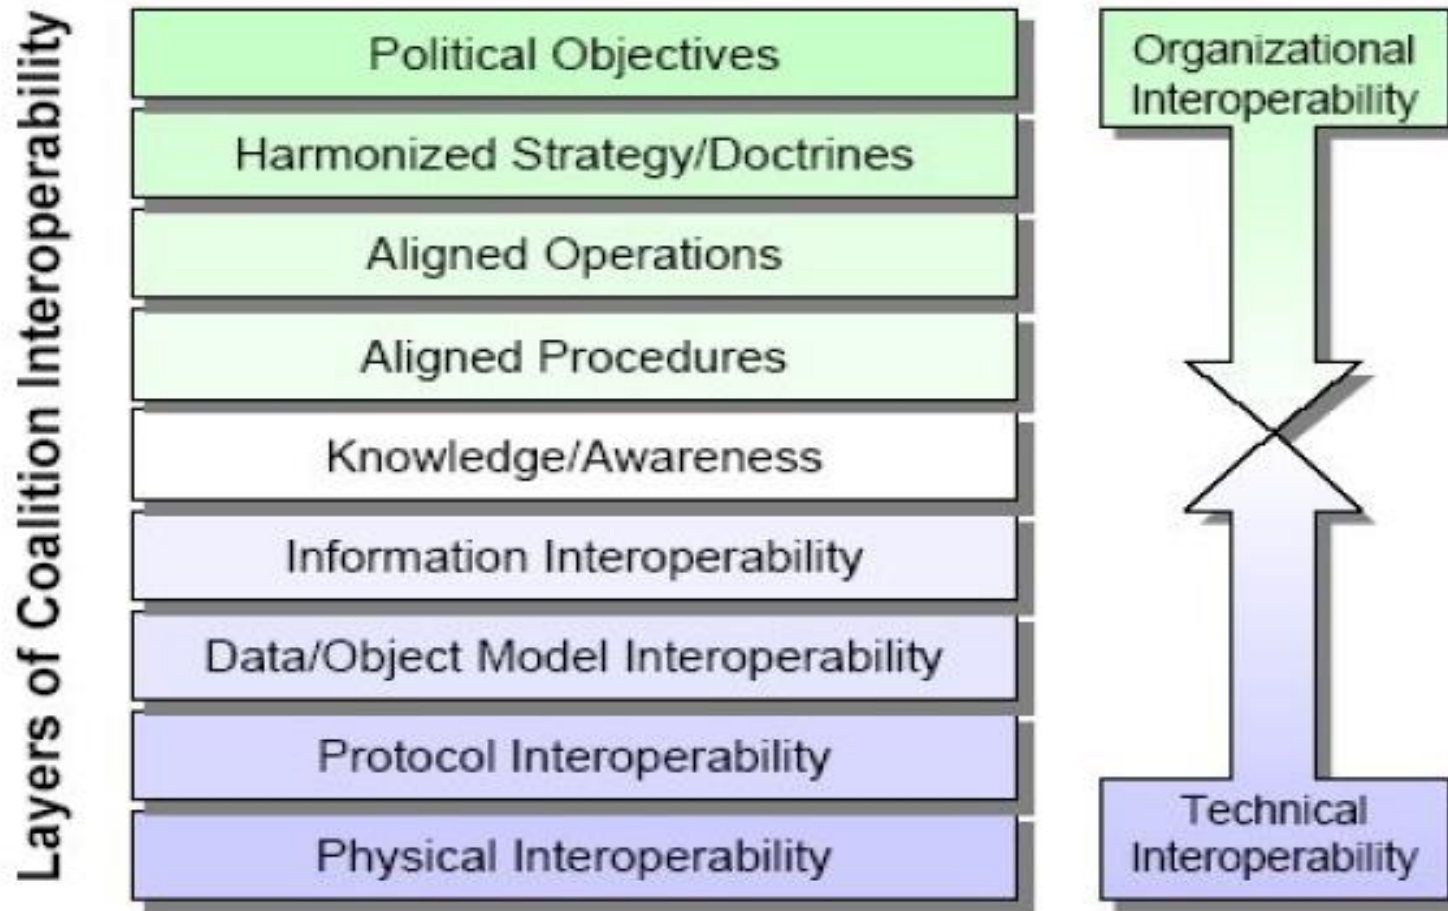 Layers of Coalition Interoperability
Political Objectives
Harmonized Strategy/Doctrines
Aligned Operations
Aligned Procedures
Knowledge/Awareness
Information Interoperability
Data/Object Model Interoperability
Protocol Interoperability
Physical Interoperability
Organizational
Interoperability
Technical
Interoperability